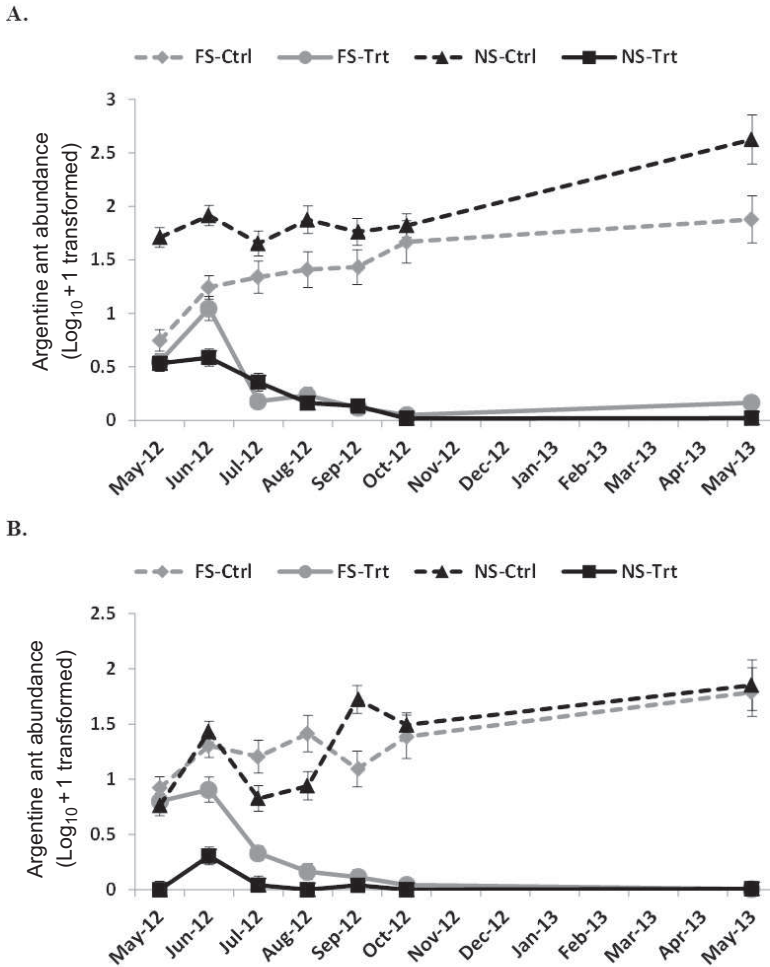 A.
FS-Ctrl FS-Trt NS-Ctrl NS-Trt
Argentine ant abundance
(Log10 + 1 transformed)
3
2.5
2
1.5
1
0.5
0
May-12 Jun-12 Jul-12 Aug-12 Sep-12 Oct-12 Nov-12 Dec-12 Jan-13 Feb-13 Mar-13 Apr-13 May-13
B.
FS-Ctrl FS-Trt NS-Ctrl NS-Trt
Argentine ant abundance
(Log10 + 1 transformed)
2.5
2
1.5
1
0.5
0
May-12 Jun-12 Jul-12 Aug-12 Sep-12 Oct-12 Nov-12 Dec-12 Jan-13 Feb-13 Mar-13 Apr-13 May-13